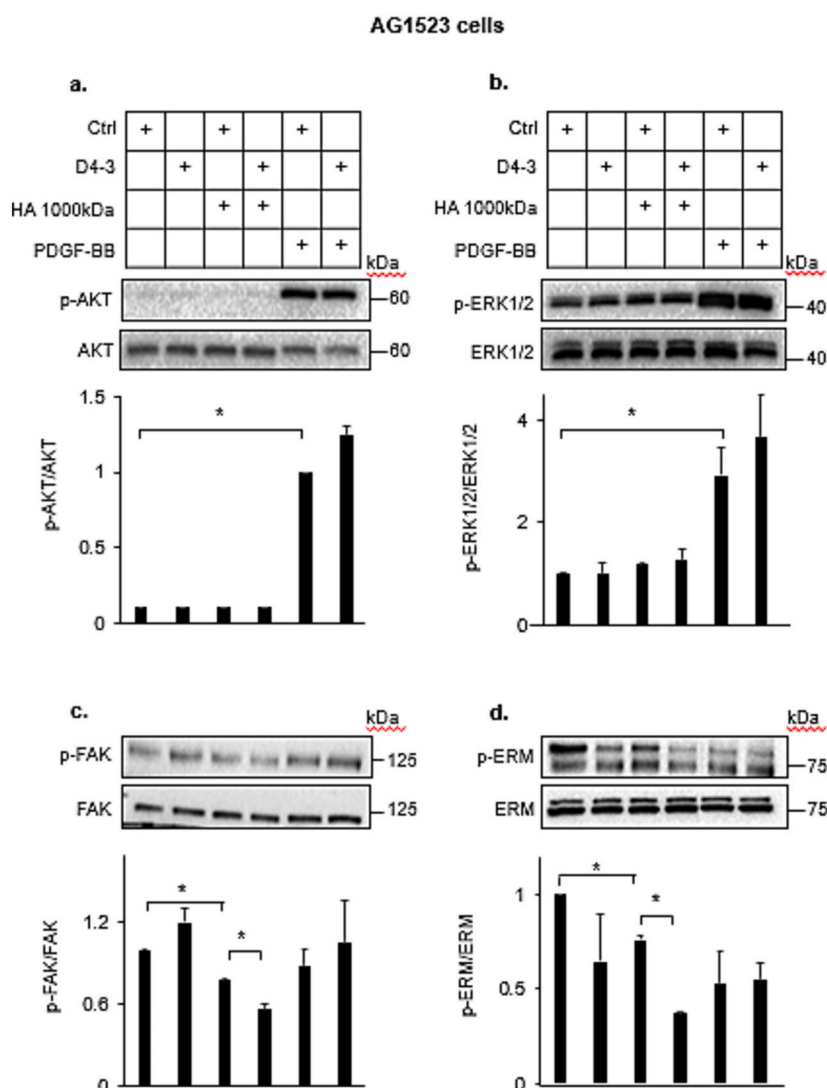 AG1523 cells
a.
Ctrl + + +
D4-3 + + +
HA 1000kDa + +
PDGF-BB + +
kDa
p-AKT 60
AKT 60
p-AKT/AKT
1.5
*
1
0.5
0
b.
Ctrl + + +
D4-3 + + +
HA 1000kDa + +
PDGF-BB + +
kDa
p-ERK1/2 40
ERK1/2 40
p-ERK1/2/ERK1/2
4
*
2
0
c.
kDa
p-FAK 125
FAK 125
p-FAK/FAK
1.2
*
*
0.6
0
d.
kDa
p-ERM 75
ERM 75
p-ERM/ERM
1
*
*
0.5
0